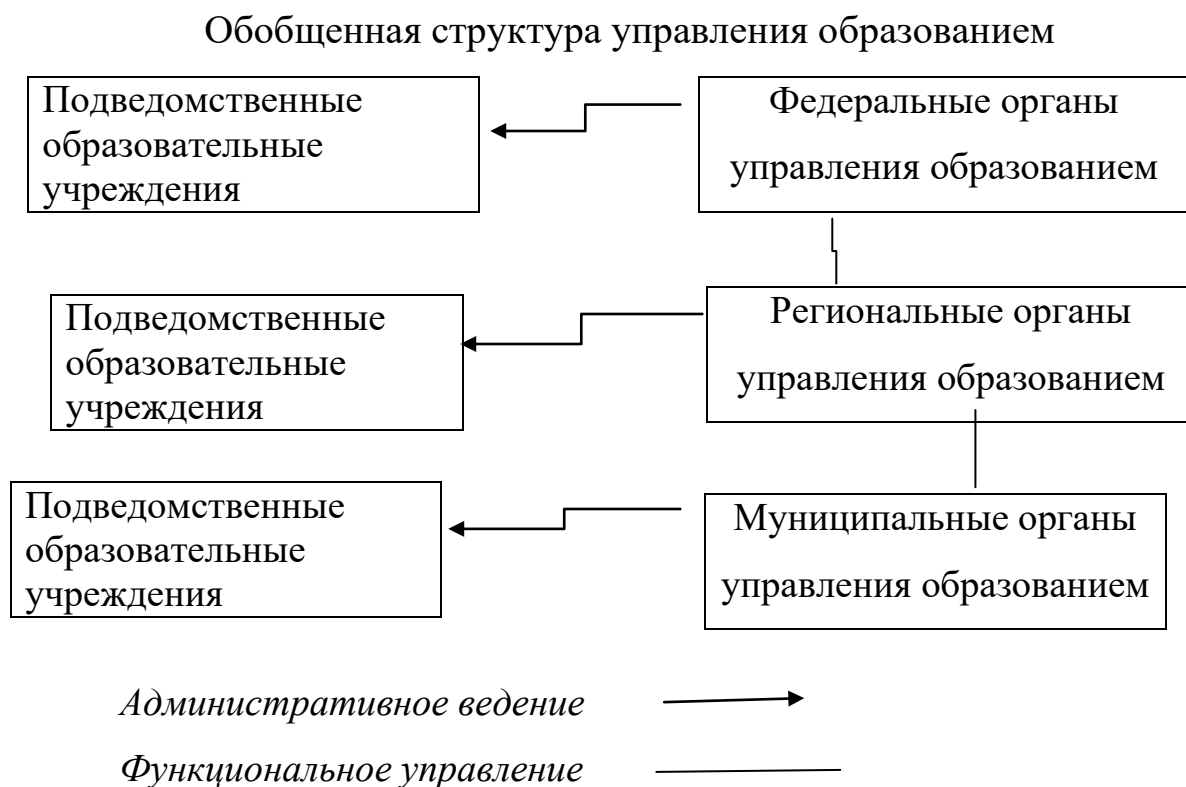 Обобщенная структура управления образованием
Подведомственные
образовательные
учреждения
Федеральные органы
управления образованием
Подведомственные
образовательные
учреждения
Региональные органы
управления образованием
Подведомственные
образовательные
учреждения
Муниципальные органы
управления образованием
Административное ведение
Функциональное управление